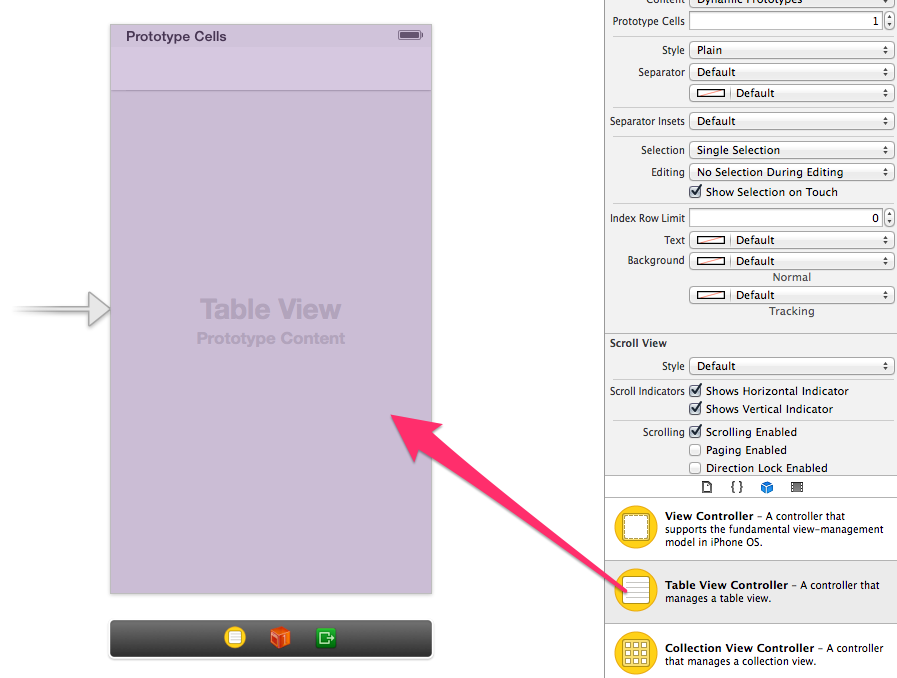 Prototype Cells
Table View
Prototype Content
Content Dynamic Prototypes
Prototype Cells 1
Style Plain
Separator Default
Default
Separator Insets Default
Selection Single Selection
Editing No Selection During Editing
Show Selection on Touch
Index Row Limit 0
Text Default
Background Default
Normal
Default
Tracking
Scroll View
Style Default
Scroll Indicators Shows Horizontal Indicator
Shows Vertical Indicator
Scrolling Scrolling Enabled
Paging Enabled
Direction Lock Enabled
{ }
View Controller – A controller that
supports the fundamental view-management
model in iPhone OS.
Table View Controller – A controller that
manages a table view.
Collection View Controller – A controller
that manages a collection view.